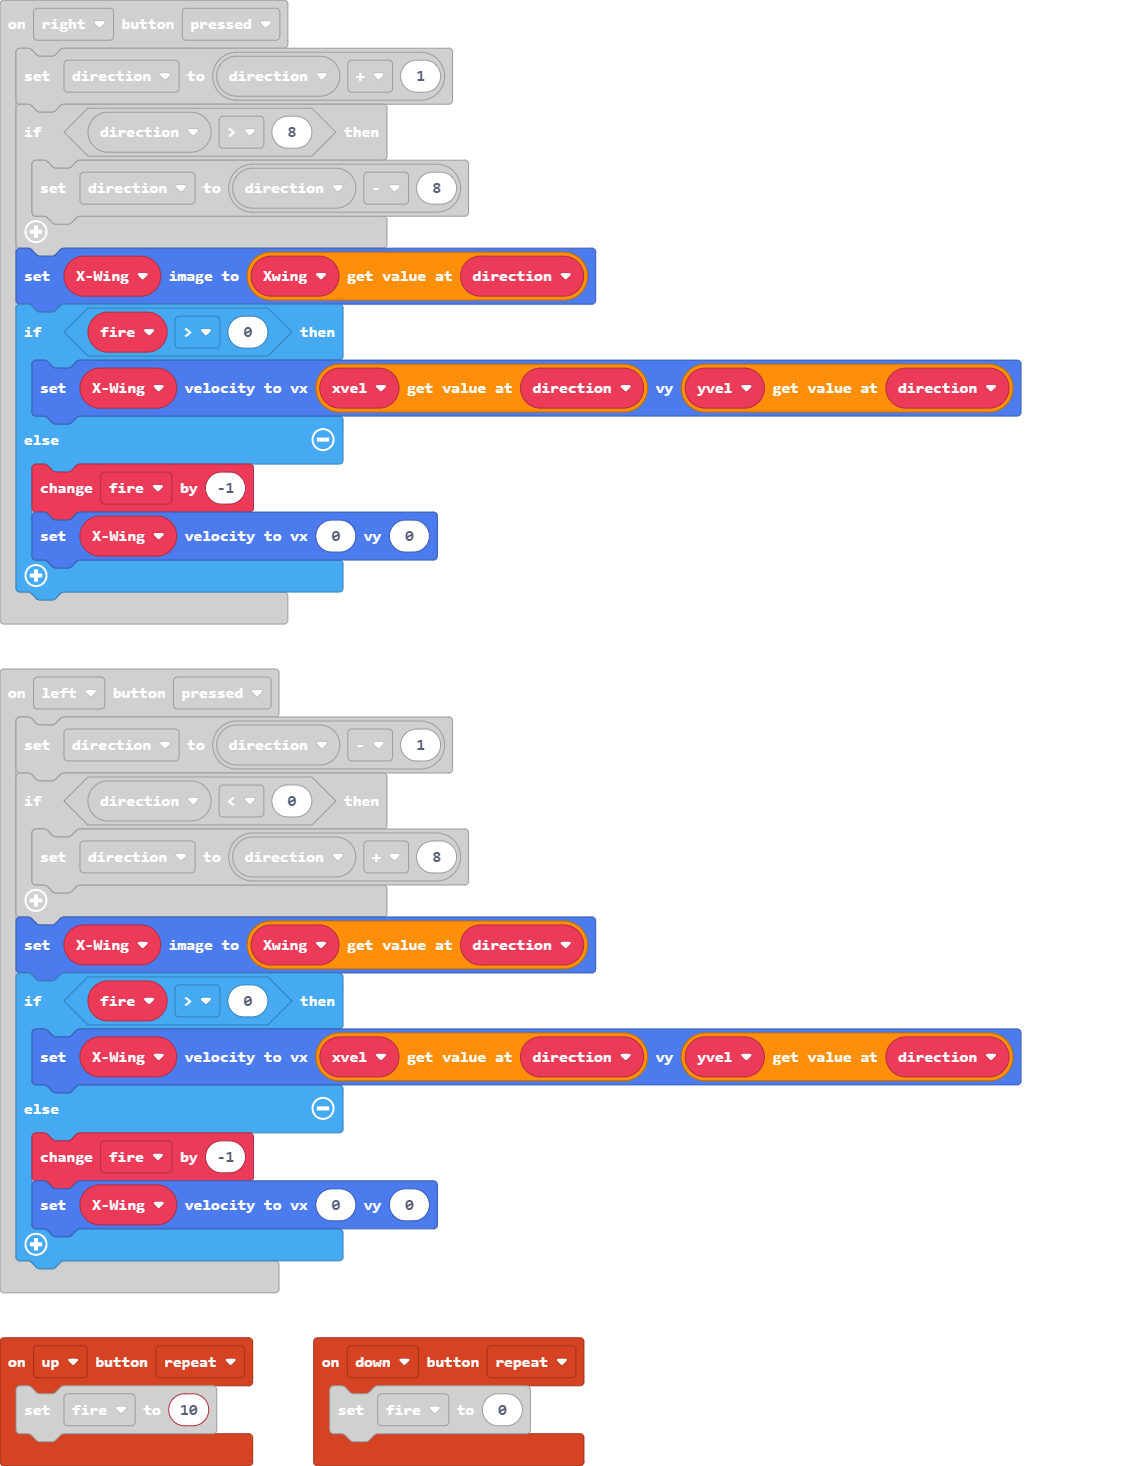 on right button pressed
set direction to direction + 1
if direction > 8 then
set direction to direction - 8
set X-Wing image to Xwing get value at direction
if fire > 0 then
set X-Wing velocity to vx xvel get value at direction vy yvel get value at direction
else
change fire by -1
set X-Wing velocity to vx 0 vy 0
on left button pressed
set direction to direction - 1
if direction < 0 then
set direction to direction + 8
set X-Wing image to Xwing get value at direction
if fire > 0 then
set X-Wing velocity to vx xvel get value at direction vy yvel get value at direction
else
change fire by -1
set X-Wing velocity to vx 0 vy 0
on up button repeat
set fire to 10
on down button repeat
set fire to 0